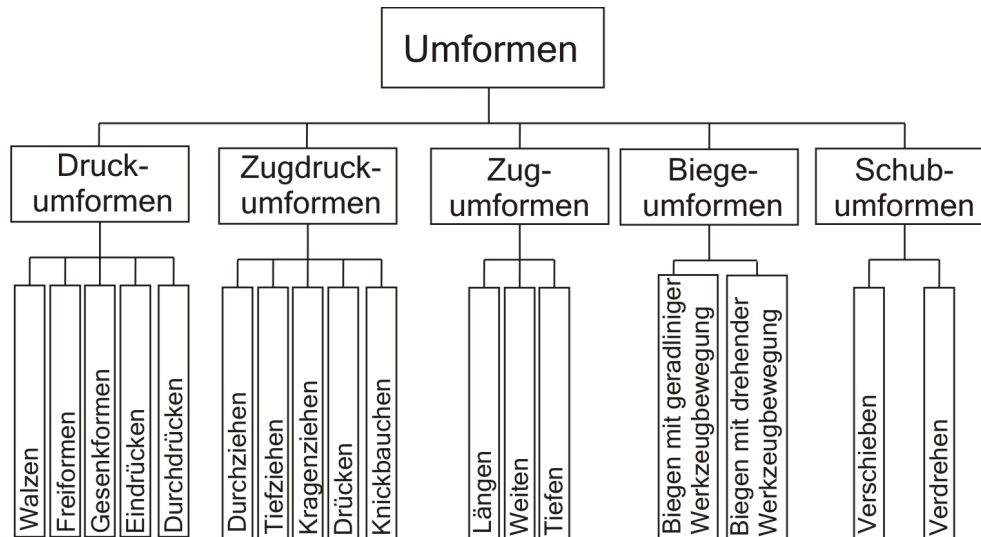 Umformen
Druck-
umformen
Zugdruck-
umformen
Zug-
umformen
Biege-
umformen
Schub-
umformen
Walzen
Freiformen
Gesenkformen
Eindrücken
Durchdrücken
Durchziehen
Tiefziehen
Kragenziehen
Drücken
Knickbauchen
Längen
Weiten
Tiefen
Biegen mit geradliniger
Werkzeugbewegung
Biegen mit drehender
Werkzeugbewegung
Verschieben
Verdrehen